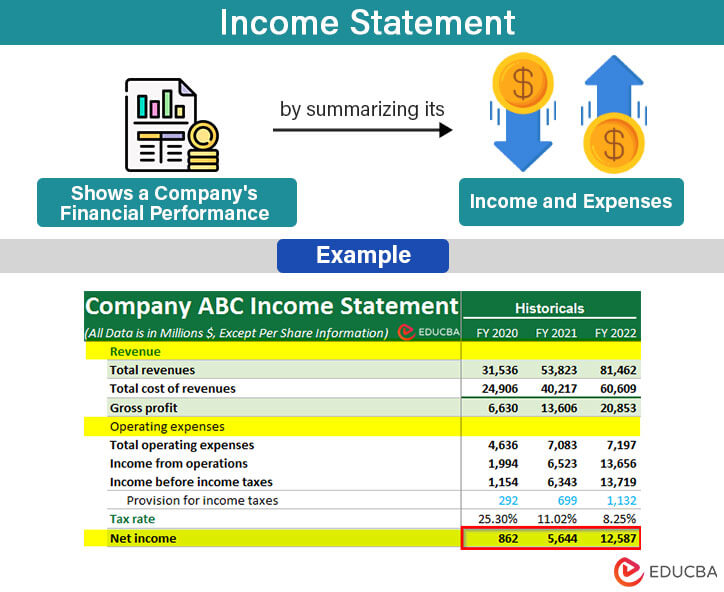 Income Statement
by summarizing its
Shows a Company's
Financial Performance
Income and Expenses
Example
Company ABC Income Statement
Historicals
(All Data is in Millions $, Except Per Share Information) EDUCBA FY 2020 FY 2021 FY 2022
Revenue
Total revenues 31,536 53,823 81,462
Total cost of revenues 24,906 40,217 60,609
Gross profit 6,630 13,606 20,853
Operating expenses
Total operating expenses 4,636 7,083 7,197
Income from operations 1,994 6,523 13,656
Income before income taxes 1,154 6,343 13,719
Provision for income taxes 292 699 1,132
Tax rate 25.30% 11.02% 8.25%
Net income 862 5,644 12,587
EDUCBA